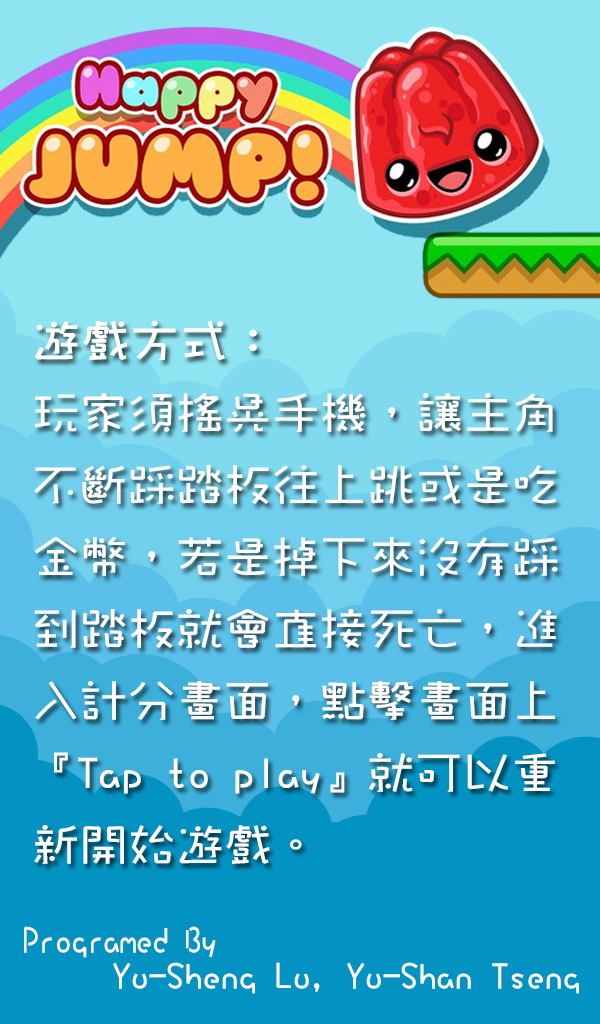 Happy
JUMP!
遊戲方式：
玩家須搖晃手機，讓主角
不斷踩踏板往上跳或是吃
金幣，若是掉下來沒有踩
到踏板就會直接死亡，進
入計分畫面，點擊畫面上
『Tap to play』就可以重
新開始遊戲。
Programed By
Yu-Sheng Lu, Yu-Shan Tseng